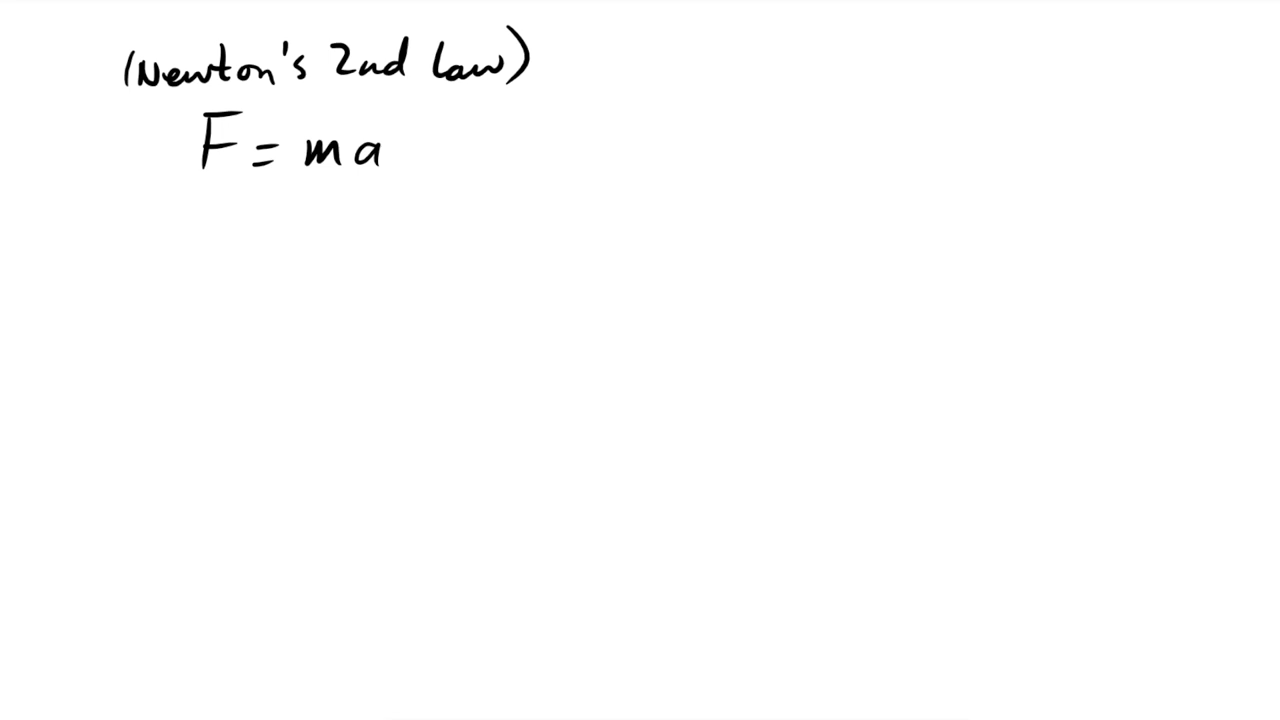 (Newton's 2nd law)
F = ma